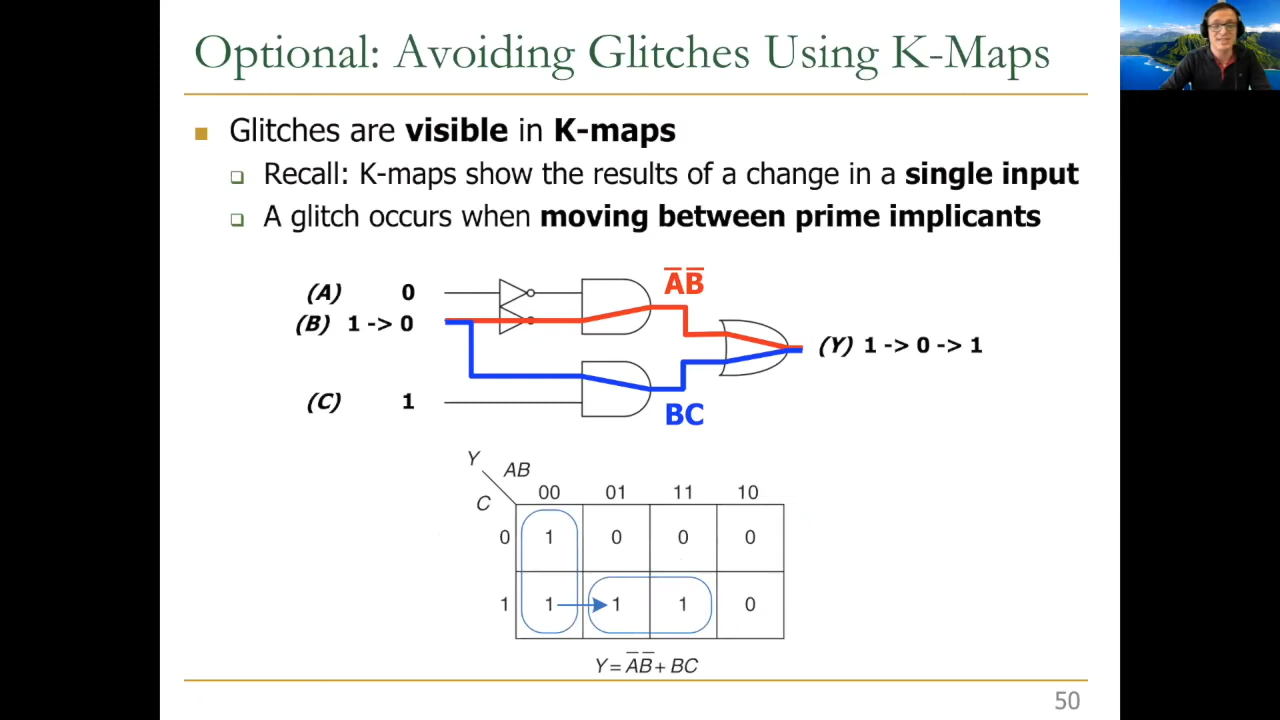 Optional: Avoiding Glitches Using K-Maps
Glitches are visible in K-maps
Recall: K-maps show the results of a change in a single input
A glitch occurs when moving between prime implicants
A̅B̅
(A) 0
(B) 1 -> 0
(Y) 1 -> 0 -> 1
(C) 1
BC
Y AB
C 00 01 11 10
0 1 0 0 0
1 1 1 1 0
Y = A̅B̅ + BC
50